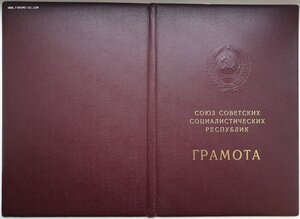 СОЮЗ СОВЕТСКИХ
СОЦИАЛИСТИЧЕСКИХ
РЕСПУБЛИК
ГРАМОТА